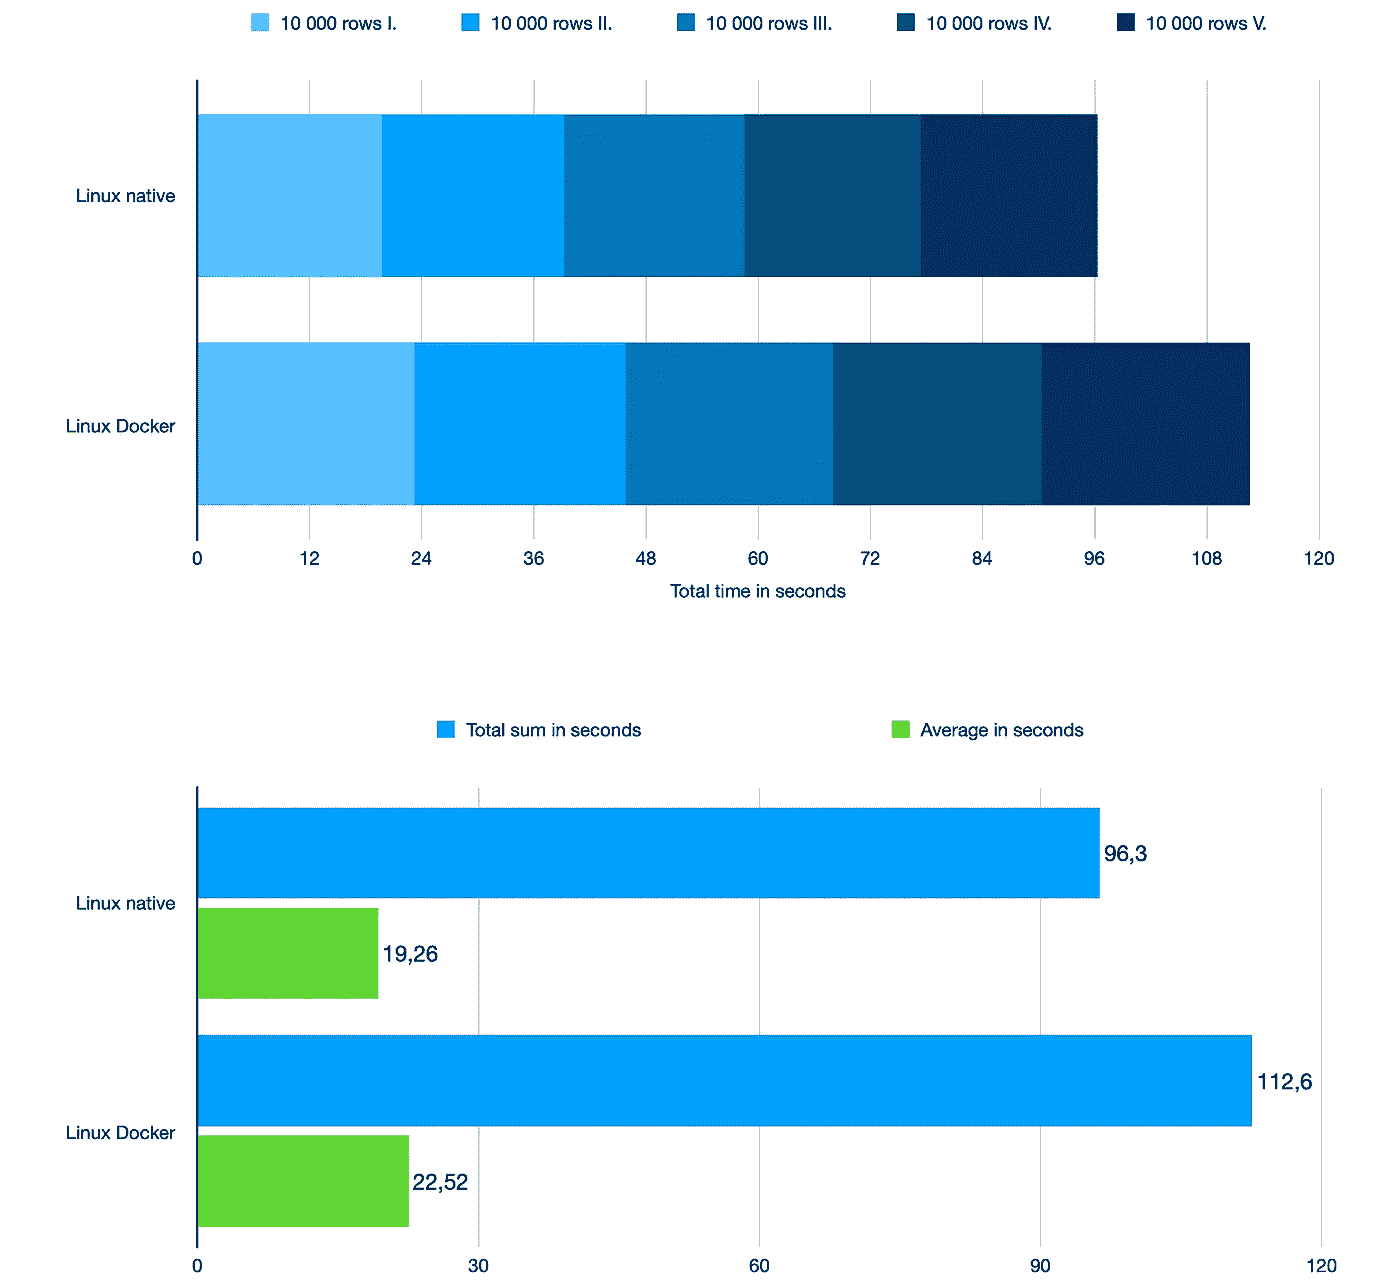 10 000 rows I. 10 000 rows II. 10 000 rows III. 10 000 rows IV. 10 000 rows V.
Linux native
Linux Docker
0 12 24 36 48 60 72 84 96 108 120
Total time in seconds
Total sum in seconds Average in seconds
96,3
Linux native
19,26
112,6
Linux Docker
22,52
0 30 60 90 120